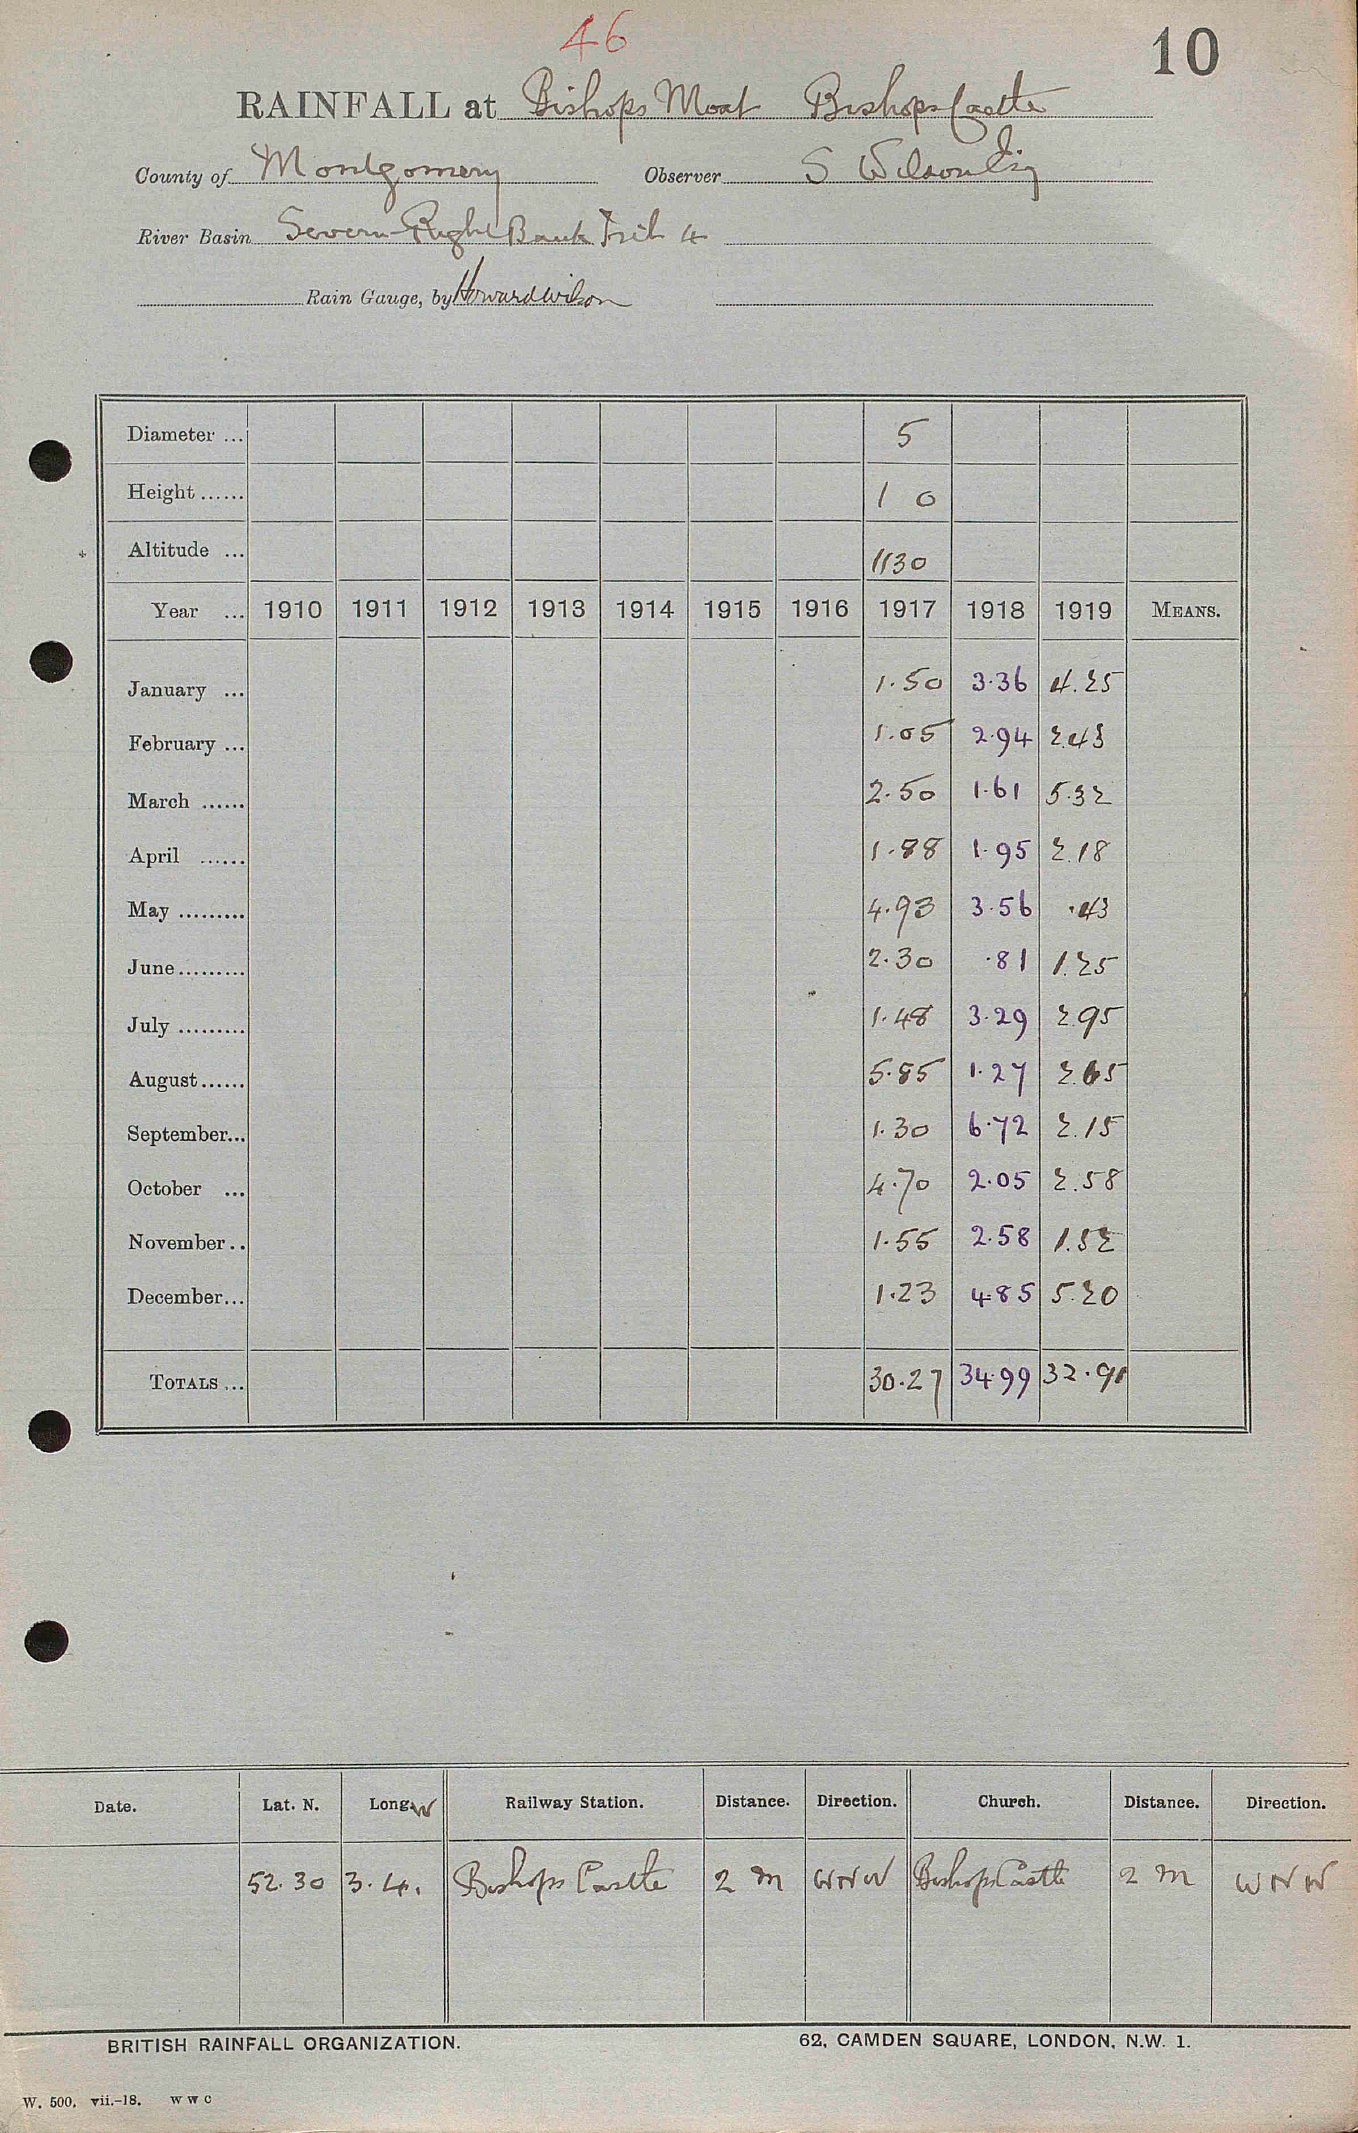 46
10
RAINFALL at Bishops Moat Bishops Castle
County of Montgomery Observer S Wilson Esq
River Basin Severn-Right Bank Trib 4
Rain Gauge, by Howard Wilson
Diameter ... 5
Height ...... 1 0
Altitude ... 1130
Year ... 1910 1911 1912 1913 1914 1915 1916 1917 1918 1919 MEANS.
January ... 1.50 3.36 4.25
February ... 1.05 2.94 2.43
March ...... 2.50 1.61 5.32
April ...... 1.88 1.95 2.18
May ......... 4.93 3.56 .43
June ......... 2.30 .81 1.25
July ......... 1.48 3.29 2.95
August ...... 5.85 1.27 2.65
September... 1.30 6.72 2.15
October ... 4.70 2.05 2.58
November .. 1.55 2.58 1.52
December... 1.23 4.85 5.20
TOTALS ... 30.27 34.99 32.91
Date. Lat. N. Long. W Railway Station. Distance. Direction. Church. Distance. Direction.
52.30 3.4. Bishops Castle 2 m WNW Bishops Castle 2 m WNW
BRITISH RAINFALL ORGANIZATION. 62, CAMDEN SQUARE, LONDON, N.W. 1.
W. 500. vii.-18. W W C